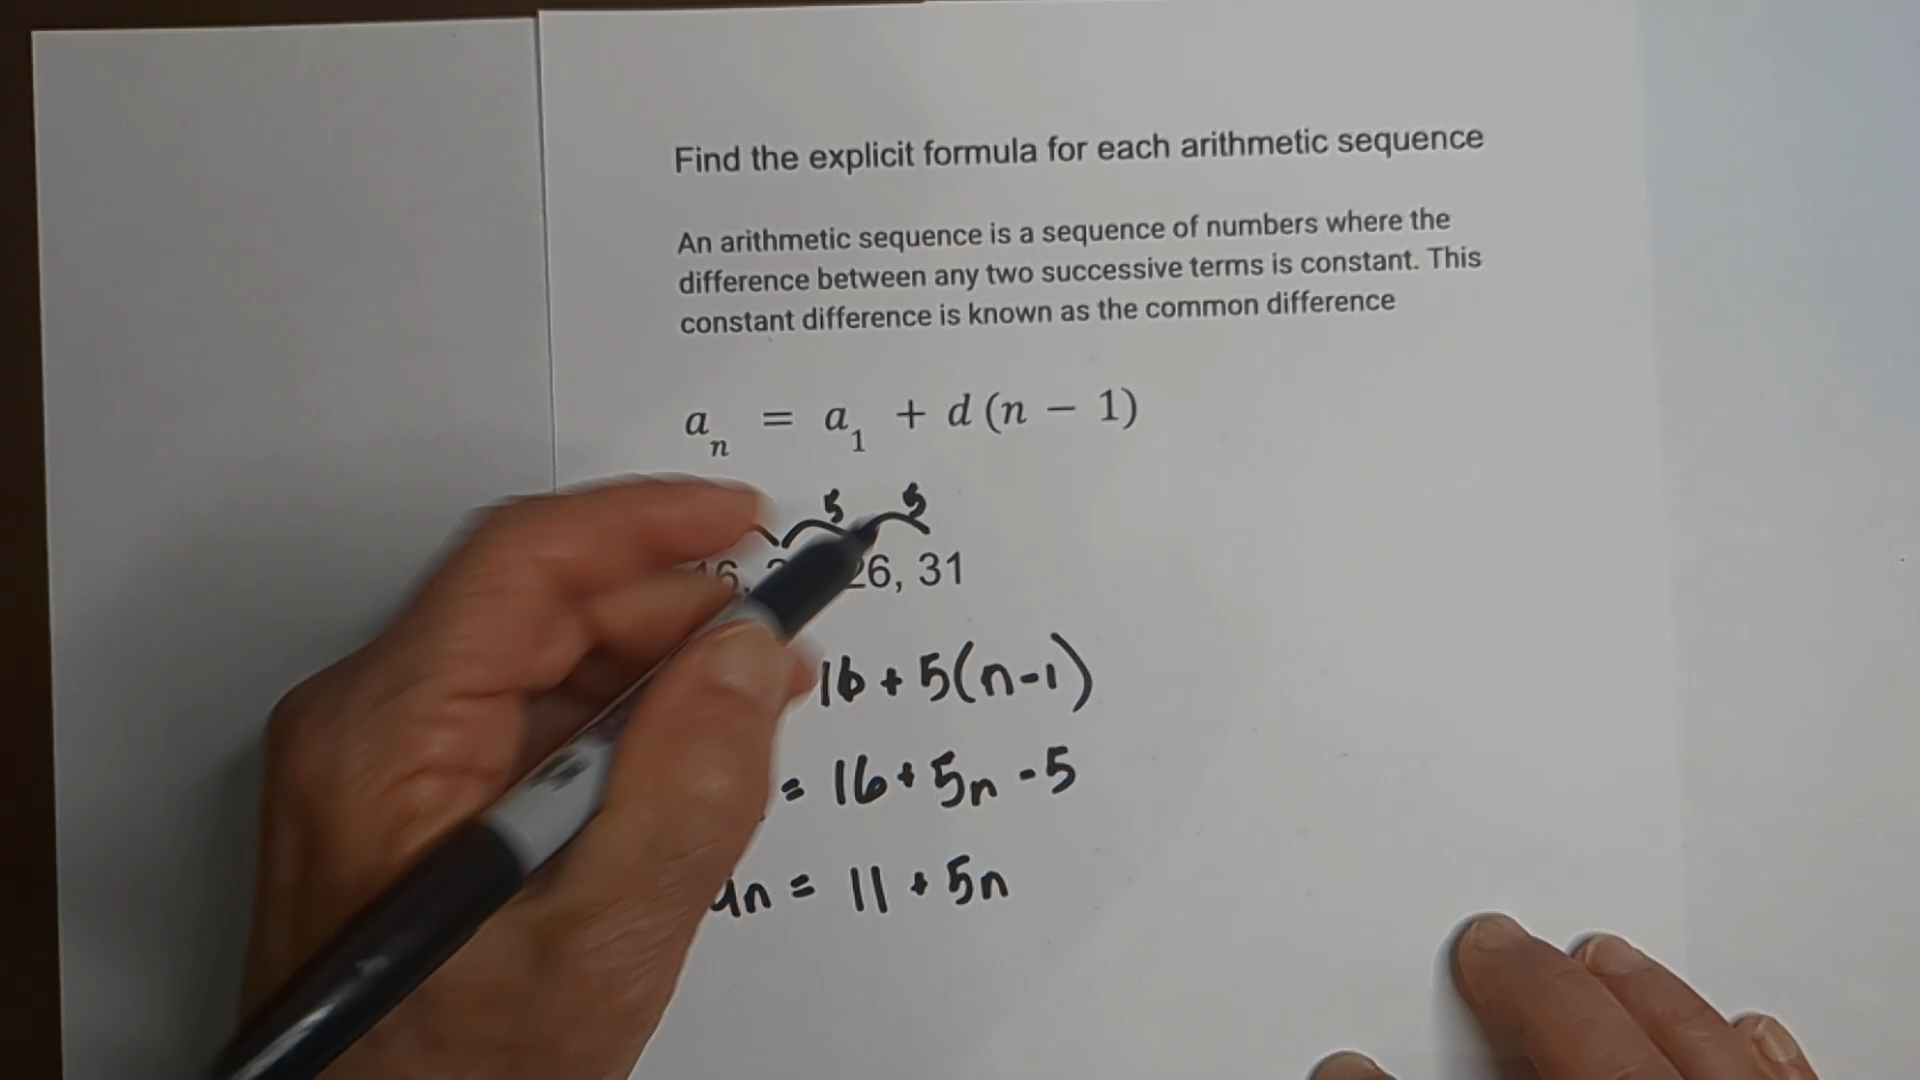 Find the explicit formula for each arithmetic sequence
An arithmetic sequence is a sequence of numbers where the
difference between any two successive terms is constant. This
constant difference is known as the common difference
a_n = a_1 + d (n − 1)
5 5
16, 26, 31
16 + 5(n-1)
= 16 + 5n - 5
an = 11 + 5n